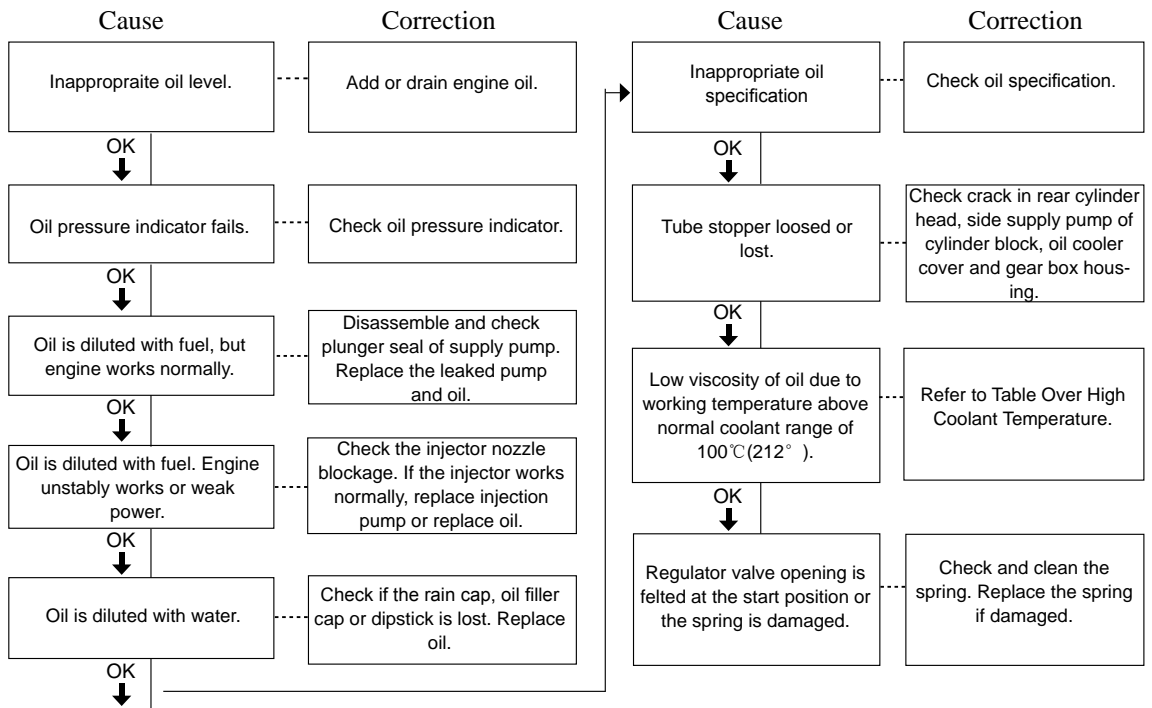 Cause
Correction
Inappropraite oil level.
Add or drain engine oil.
OK
Oil pressure indicator fails.
Check oil pressure indicator.
OK
Oil is diluted with fuel, but
engine works normally.
Disassemble and check
plunger seal of supply pump.
Replace the leaked pump
and oil.
OK
Oil is diluted with fuel. Engine
unstably works or weak
power.
Check the injector nozzle
blockage. If the injector works
normally, replace injection
pump or replace oil.
OK
Oil is diluted with water.
Check if the rain cap, oil filler
cap or dipstick is lost. Replace
oil.
OK
Cause
Correction
Inappropriate oil
specification
Check oil specification.
OK
Tube stopper loosed or
lost.
Check crack in rear cylinder
head, side supply pump of
cylinder block, oil cooler
cover and gear box hous-
ing.
OK
Low viscosity of oil due to
working temperature above
normal coolant range of
100℃(212° ).
Refer to Table Over High
Coolant Temperature.
OK
Regulator valve opening is
felted at the start position or
the spring is damaged.
Check and clean the
spring. Replace the spring
if damaged.